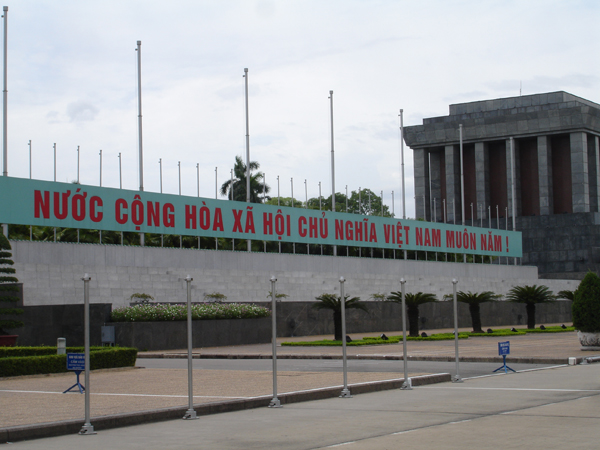 NƯỚC CỘNG HÒA XÃ HỘI CHỦ NGHĨA VIỆT NAM MUÔN NĂM !